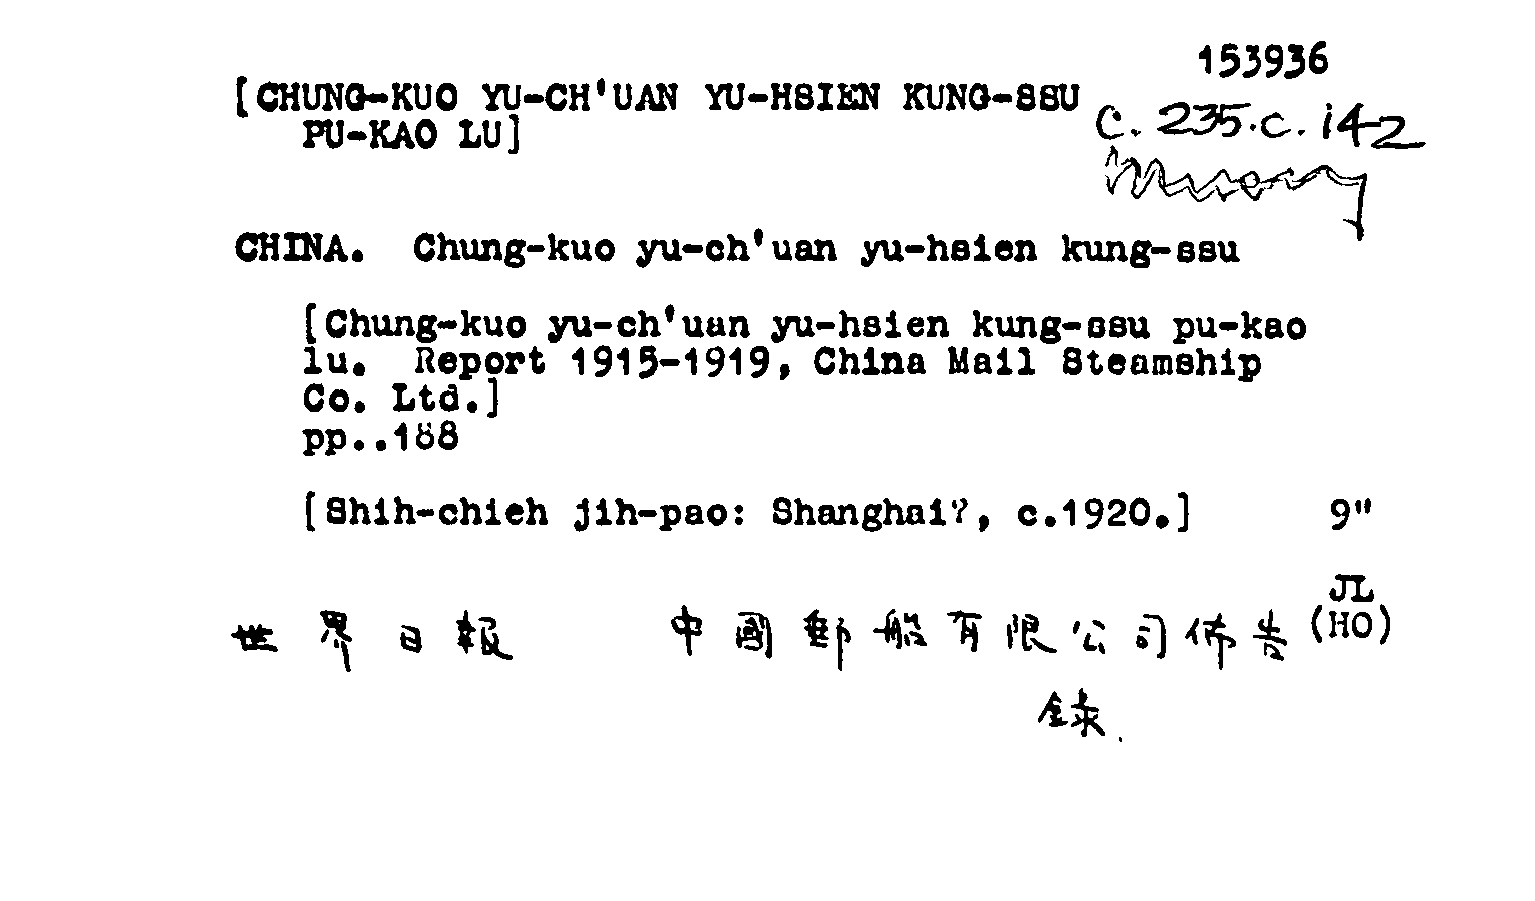 153936
[CHUNG-KUO YU-CH'UAN YU-HSIEN KUNG-SSU
C. 235.c.142
PU-KAO LU]
CHINA. Chung-kuo yu-ch'uan yu-hsien kung-ssu
[Chung-kuo yu-ch'uan yu-hsien kung-ssu pu-kao
lu. Report 1915-1919, China Mail Steamship
Co. Ltd.]
pp..188
[Shih-chieh jih-pao: Shanghai?, c.1920.] 9"
JL
(HO)
世界日報 中國郵船有限公司佈告
錄.